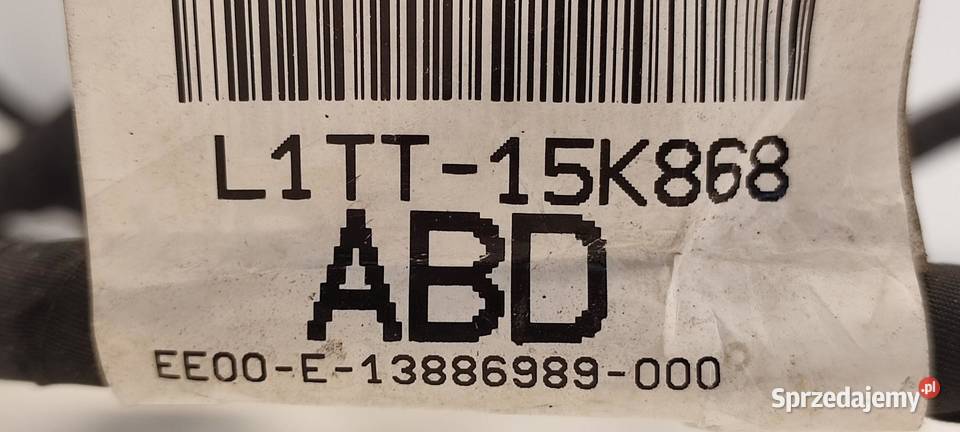 L1TT-15K868
ABD
EE00-E-13886989-000
Sprzedajemy.pl